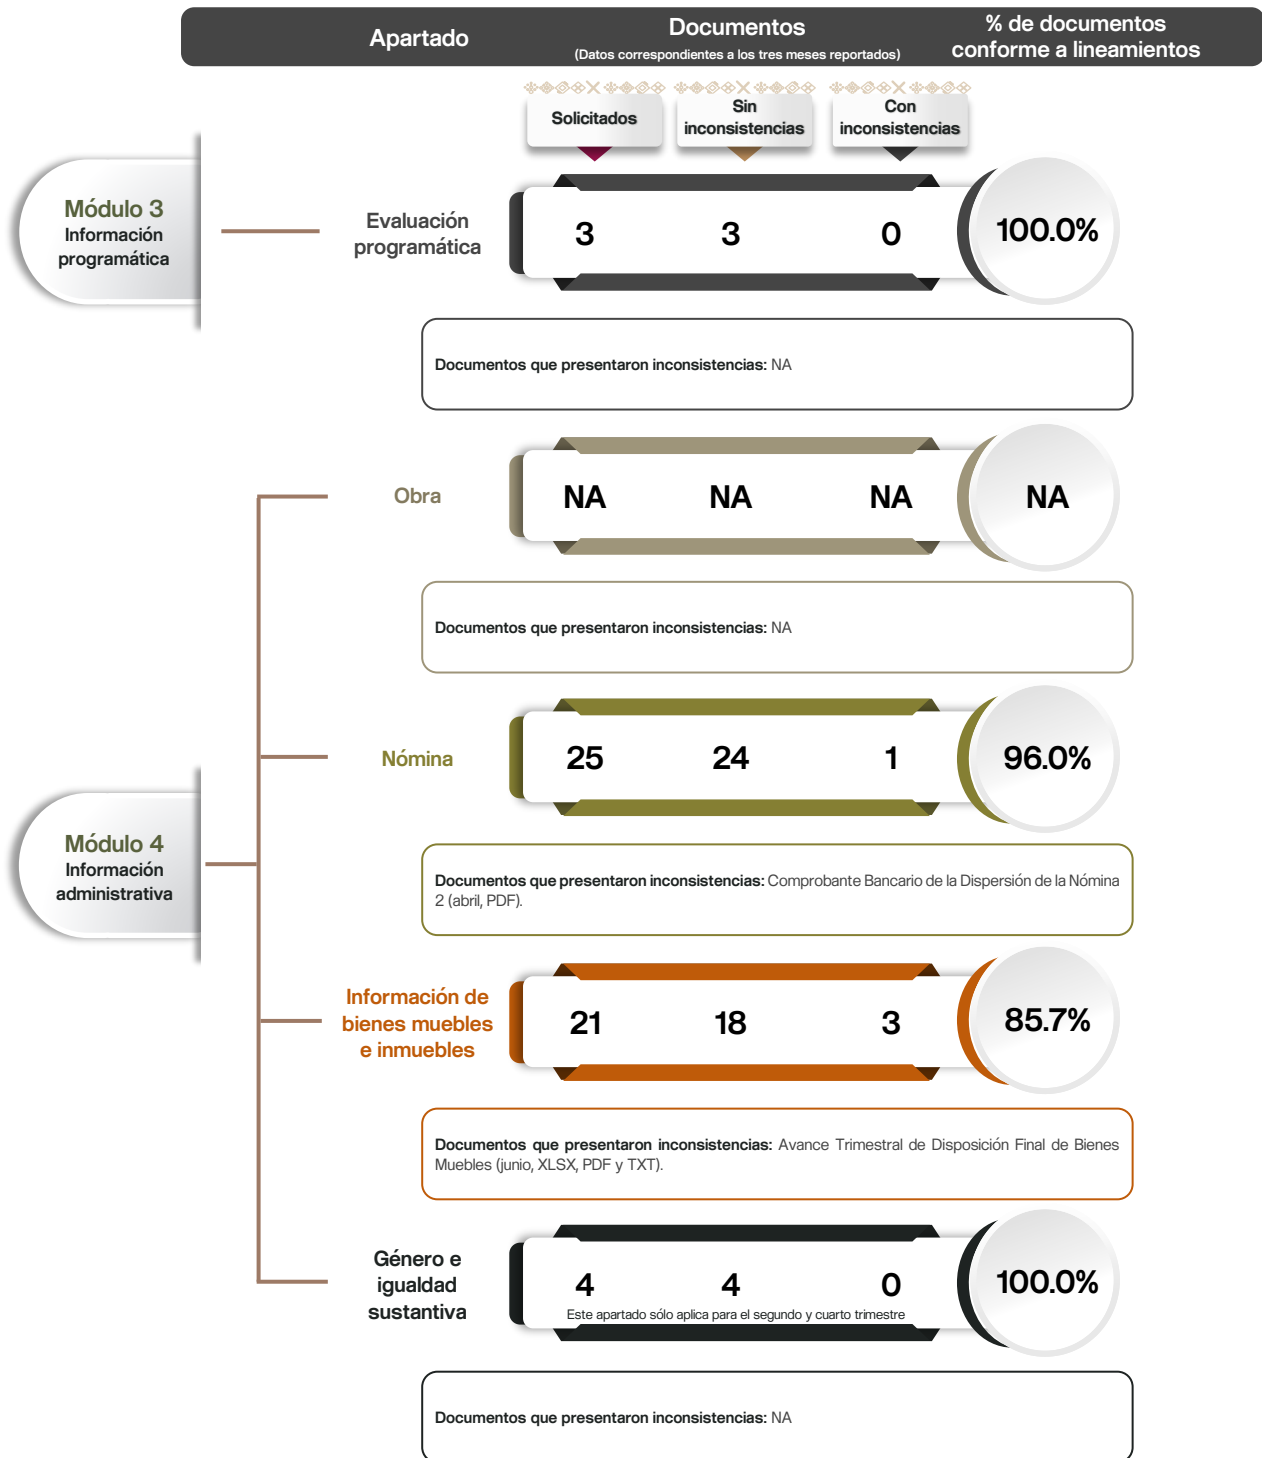 Apartado
Documentos
(Datos correspondientes a los tres meses reportados)
% de documentos
conforme a lineamientos
Solicitados
Sin
inconsistencias
Con
inconsistencias
Módulo 3
Información
programática
Evaluación
programática
3 3 0 100.0%
Documentos que presentaron inconsistencias: NA
Obra
NA NA NA NA
Documentos que presentaron inconsistencias: NA
Módulo 4
Información
administrativa
Nómina
25 24 1 96.0%
Documentos que presentaron inconsistencias: Comprobante Bancario de la Dispersión de la Nómina
2 (abril, PDF).
Información de
bienes muebles
e inmuebles
21 18 3 85.7%
Documentos que presentaron inconsistencias: Avance Trimestral de Disposición Final de Bienes
Muebles (junio, XLSX, PDF y TXT).
Género e
igualdad
sustantiva
4 4 0 100.0%
Este apartado sólo aplica para el segundo y cuarto trimestre
Documentos que presentaron inconsistencias: NA